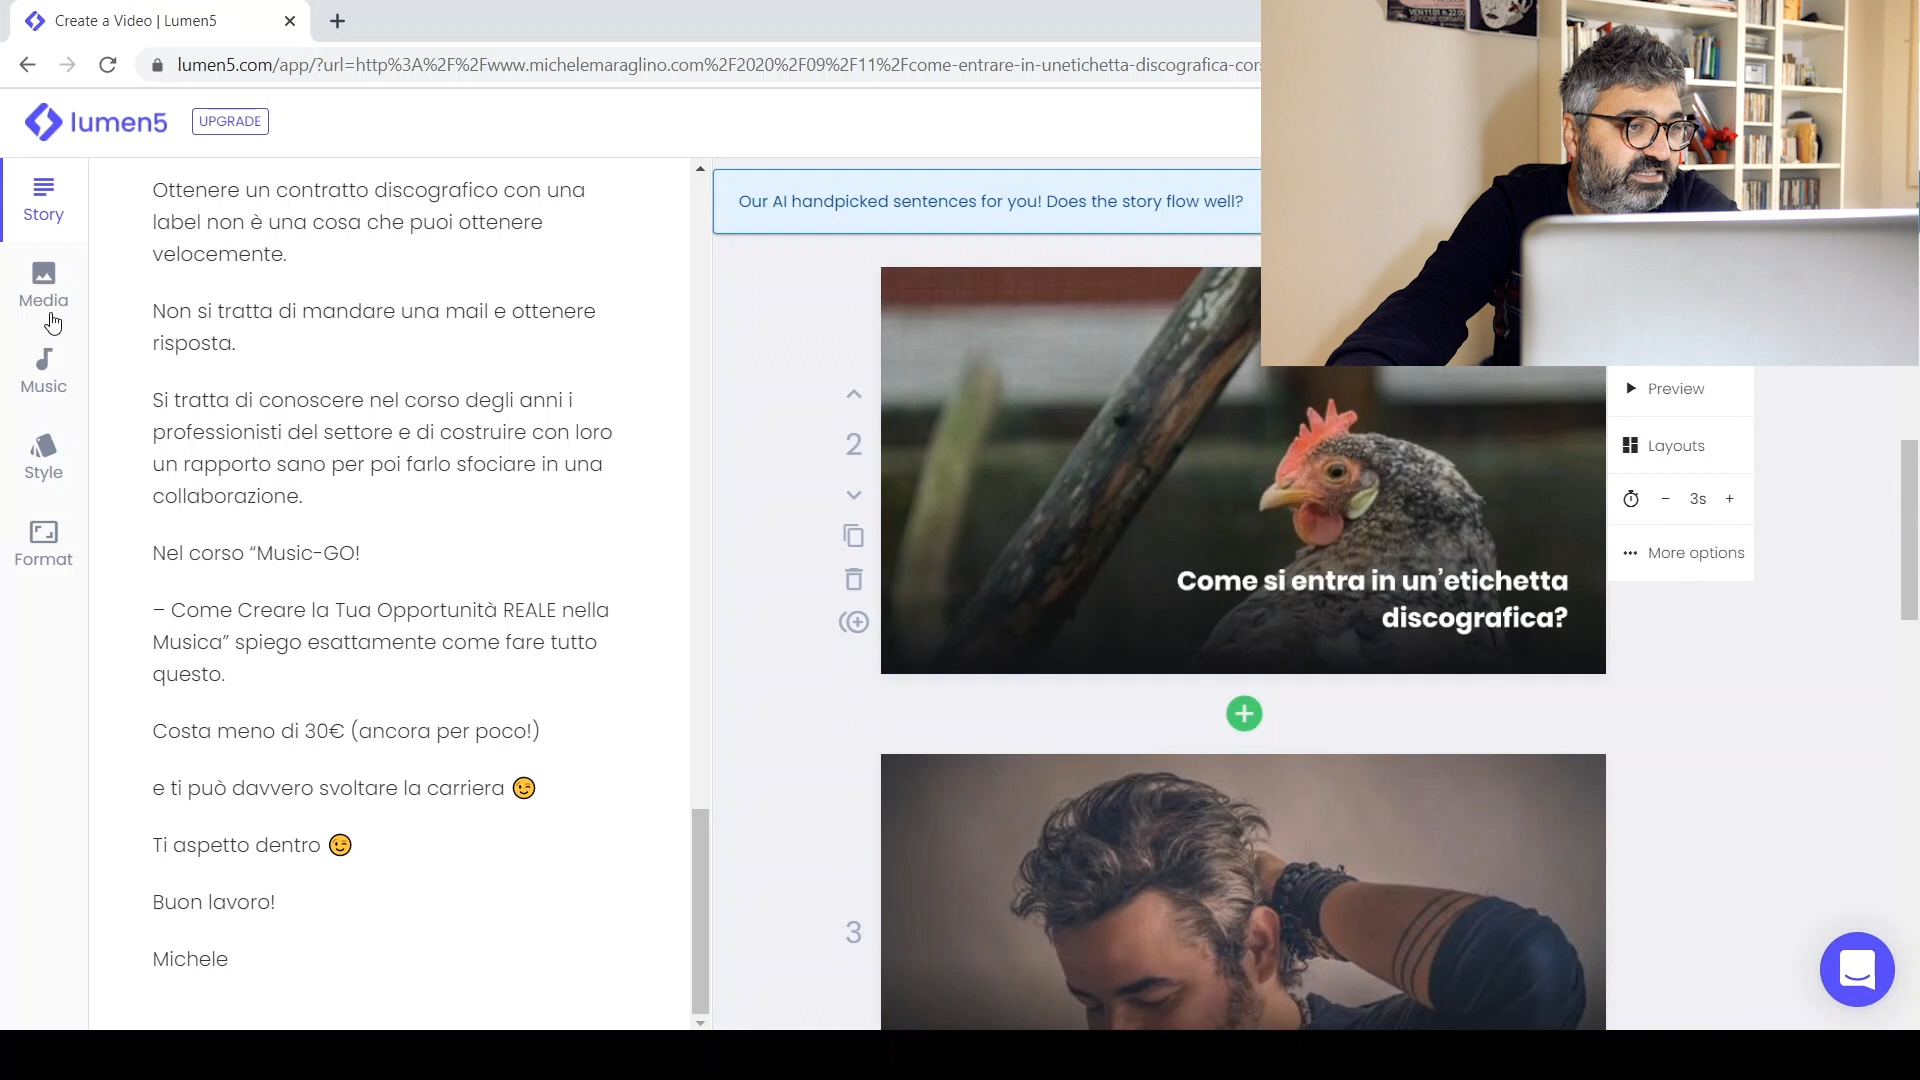 Create a Video | Lumen5
lumen5.com/app/?url=http%3A%2F%2Fwww.michelemaraglino.com%2F2020%2F09%2F11%2Fcome-entrare-in-unetichetta-discografica-cors
lumen5
UPGRADE
Story
Media
Music
Style
Format
Ottenere un contratto discografico con una
label non è una cosa che puoi ottenere
velocemente.
Non si tratta di mandare una mail e ottenere
risposta.
Si tratta di conoscere nel corso degli anni i
professionisti del settore e di costruire con loro
un rapporto sano per poi farlo sfociare in una
collaborazione.
Nel corso “Music-GO!
– Come Creare la Tua Opportunità REALE nella
Musica” spiego esattamente come fare tutto
questo.
Costa meno di 30€ (ancora per poco!)
e ti può davvero svoltare la carriera 😉
Ti aspetto dentro 😉
Buon lavoro!
Michele
Our AI handpicked sentences for you! Does the story flow well?
2
Come si entra in un’etichetta
discografica?
3
Preview
Layouts
− 3s +
More options
VEN 11.01 h 22:00